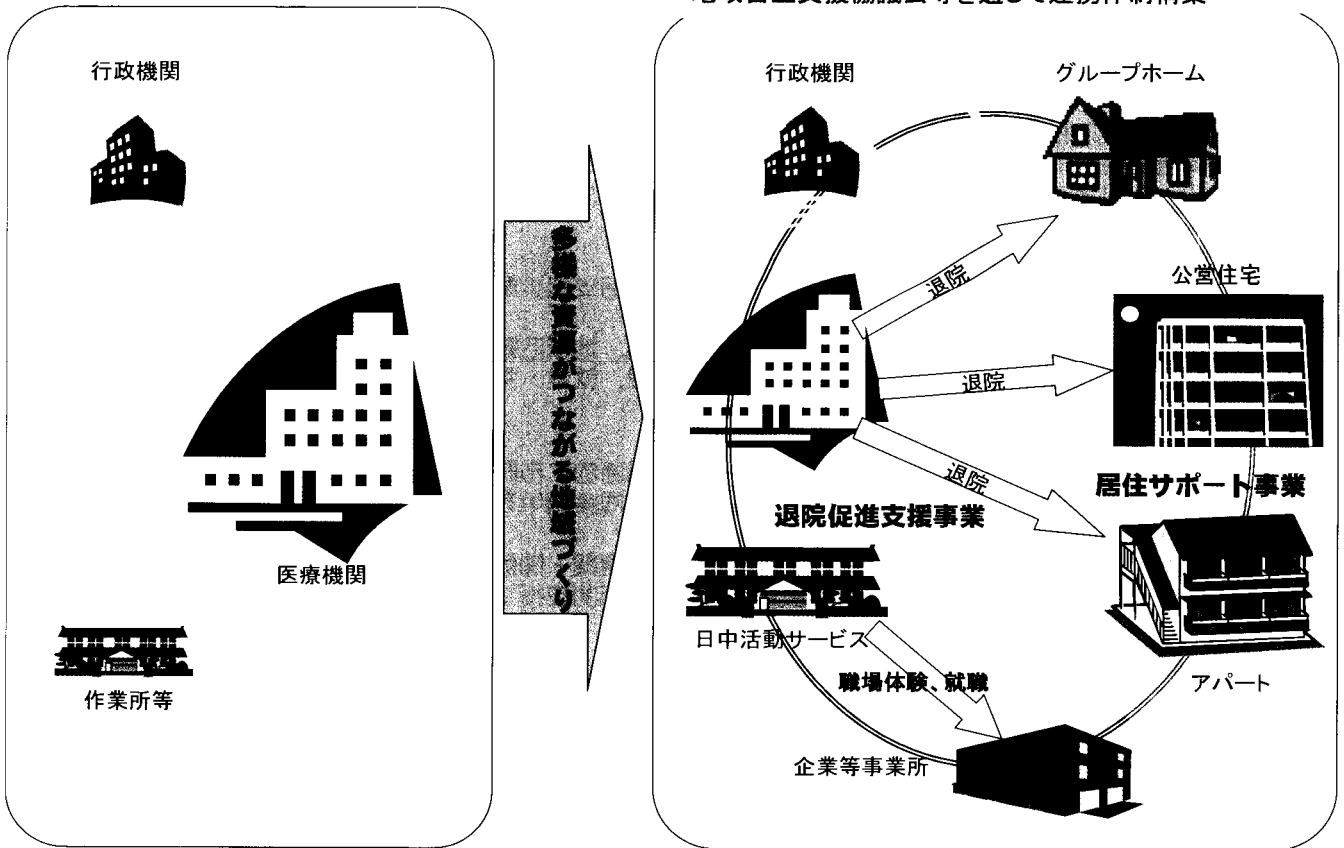 行政機関
医療機関
作業所等
多様な資源がつながる地域づくり
行政機関
グループホーム
公営住宅
退院
退院
退院
居住サポート事業
退院促進支援事業
日中活動サービス
職場体験、就職
アパート
企業等事業所